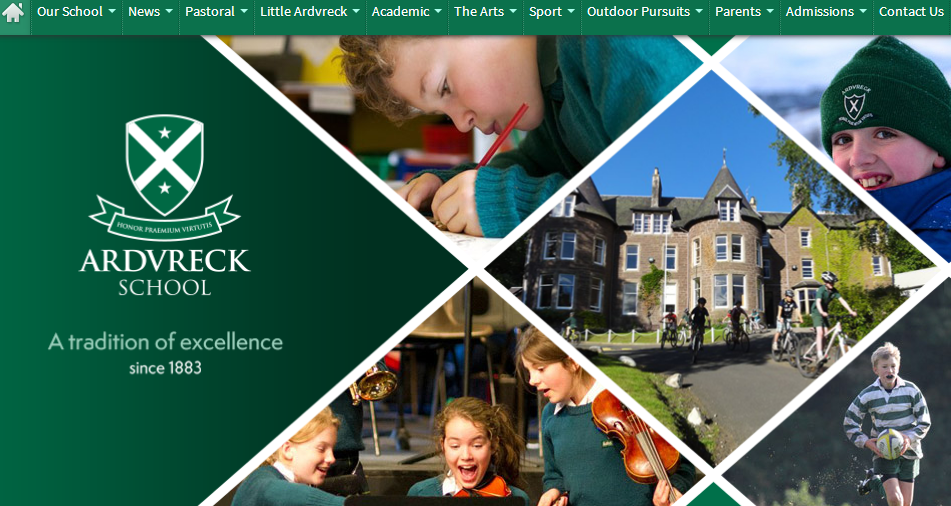 Our School News Pastoral Little Ardvreck Academic The Arts Sport Outdoor Pursuits Parents Admissions Contact Us
ARDVRECK
HONOR PRAEMIUM VIRTUTIS
ARDVRECK
SCHOOL
A tradition of excellence
since 1883